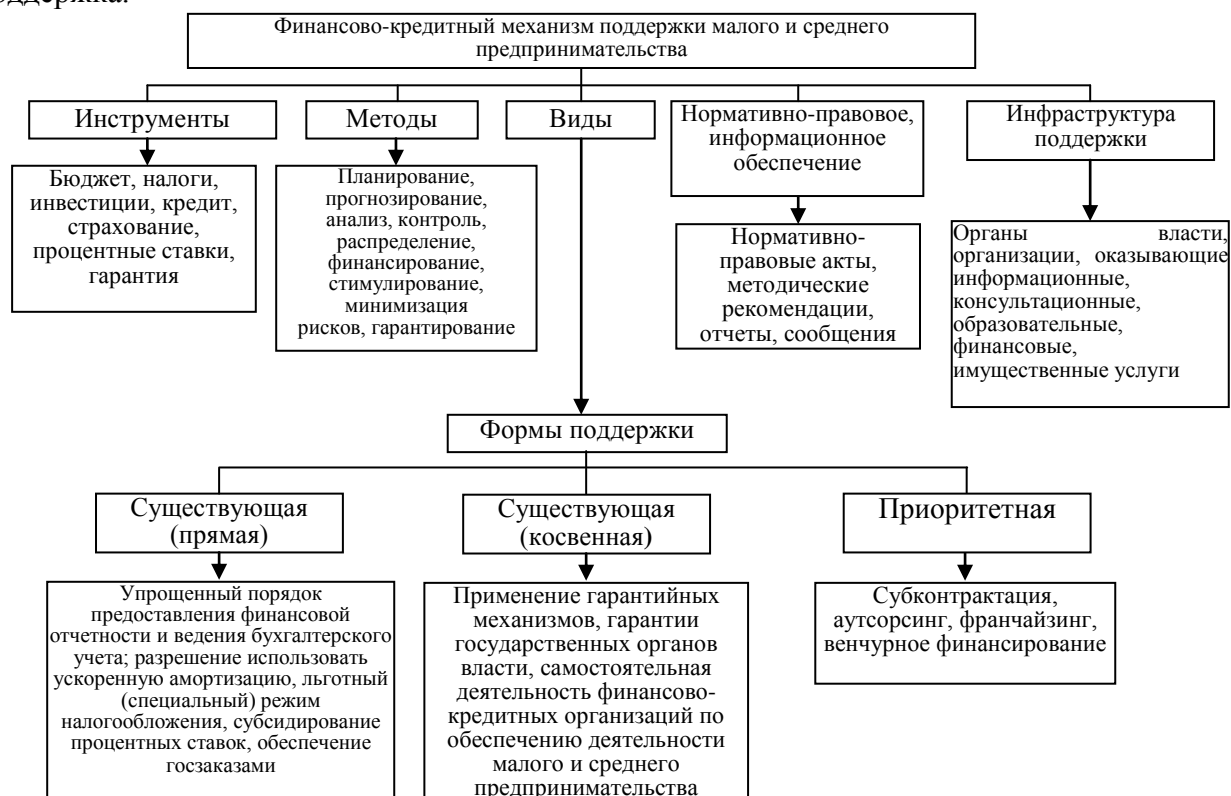 оддержка.
Финансово-кредитный механизм поддержки малого и среднего
предпринимательства
Инструменты
Методы
Виды
Нормативно-правовое,
информационное
обеспечение
Инфраструктура
поддержки
Бюджет, налоги,
инвестиции, кредит,
страхование,
процентные ставки,
гарантия
Планирование,
прогнозирование,
анализ, контроль,
распределение,
финансирование,
стимулирование,
минимизация
рисков, гарантирование
Нормативно-
правовые акты,
методические
рекомендации,
отчеты, сообщения
Органы власти,
организации, оказывающие
информационные,
консультационные,
образовательные,
финансовые,
имущественные услуги
Формы поддержки
Существующая
(прямая)
Существующая
(косвенная)
Приоритетная
Упрощенный порядок
предоставления финансовой
отчетности и ведения бухгалтерского
учета; разрешение использовать
ускоренную амортизацию, льготный
(специальный) режим
налогообложения, субсидирование
процентных ставок, обеспечение
госзаказами
Применение гарантийных
механизмов, гарантии
государственных органов
власти, самостоятельная
деятельность финансово-
кредитных организаций по
обеспечению деятельности
малого и среднего
предпринимательства
Субконтрактация,
аутсорсинг, франчайзинг,
венчурное финансирование